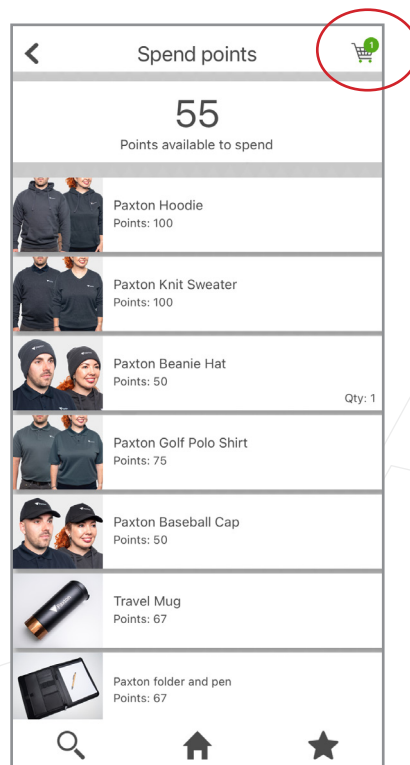 Spend points
1
55
Points available to spend
Paxton Hoodie
Points: 100
Paxton Knit Sweater
Points: 100
Paxton Beanie Hat
Points: 50
Qty: 1
Paxton Golf Polo Shirt
Points: 75
Paxton Baseball Cap
Points: 50
Travel Mug
Points: 67
Paxton folder and pen
Points: 67